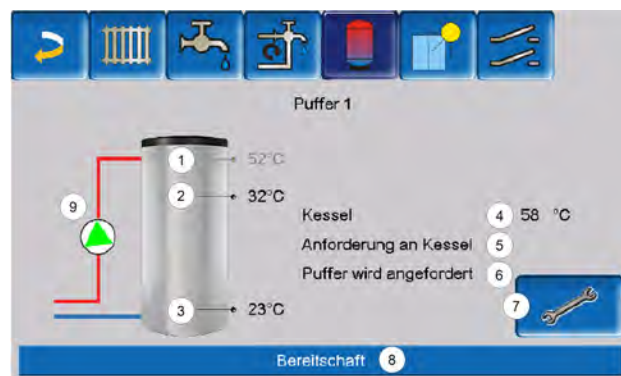 Puffer 1
1 52°C
2 32°C
9
Kessel 4 58 °C
Anforderung an Kessel 5
Puffer wird angefordert 6
3 23°C
7
Bereitschaft 8